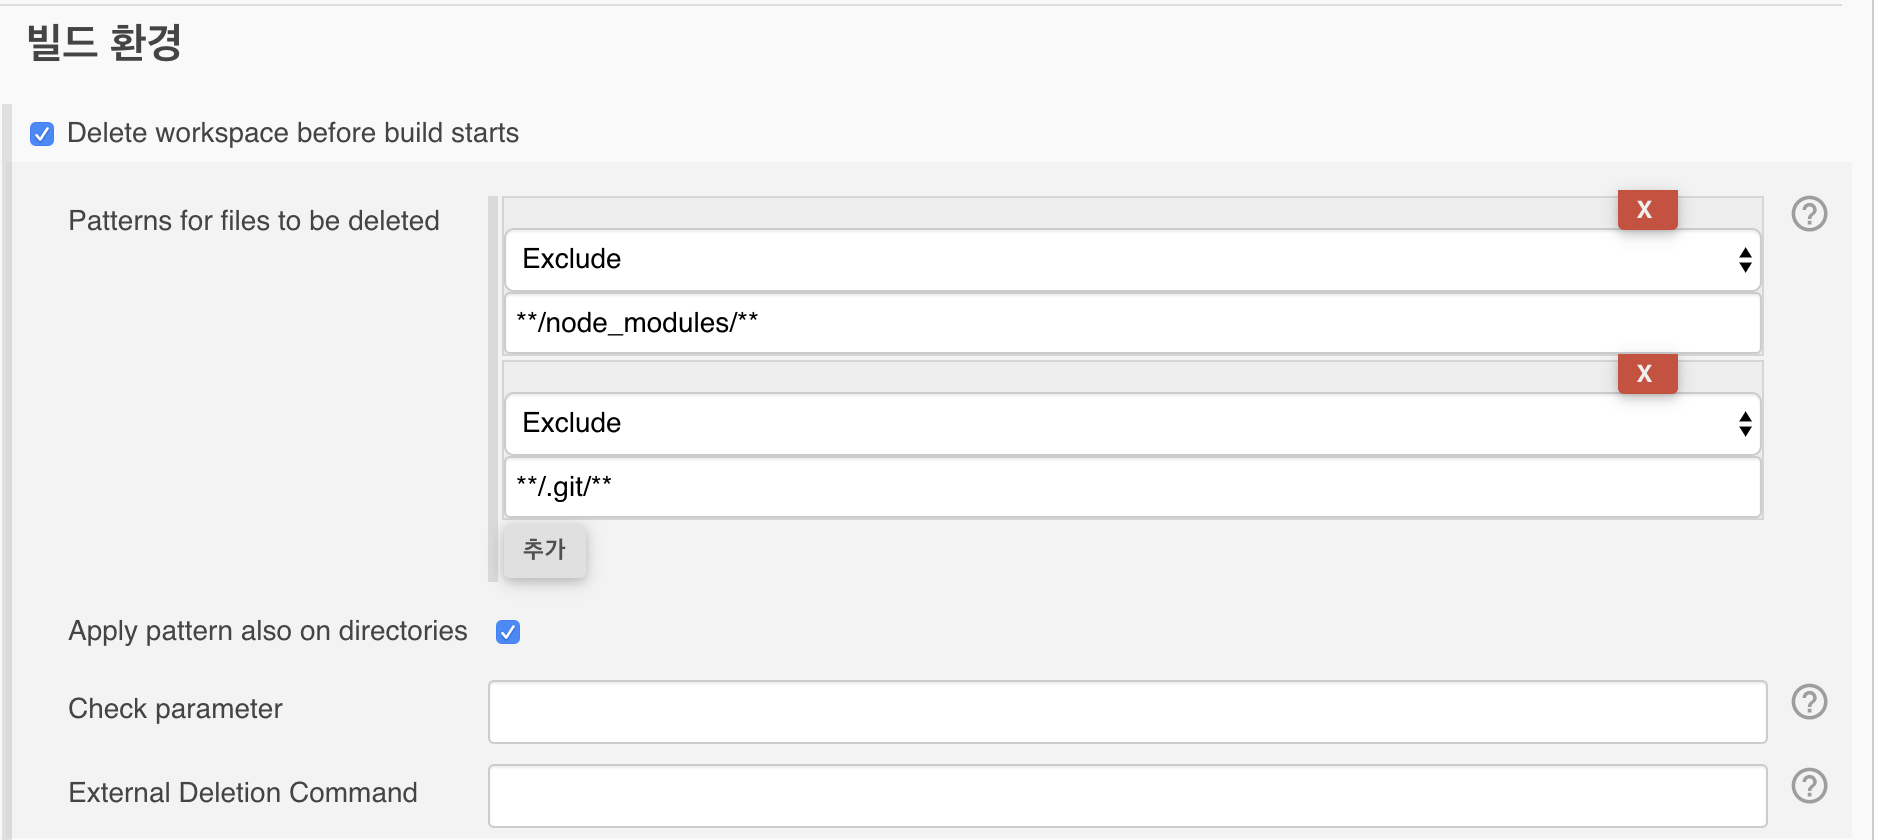 빌드 환경
Delete workspace before build starts
Patterns for files to be deleted
X
?
Exclude
**/node_modules/**
X
Exclude
**/.git/**
추가
Apply pattern also on directories
Check parameter
?
External Deletion Command
?